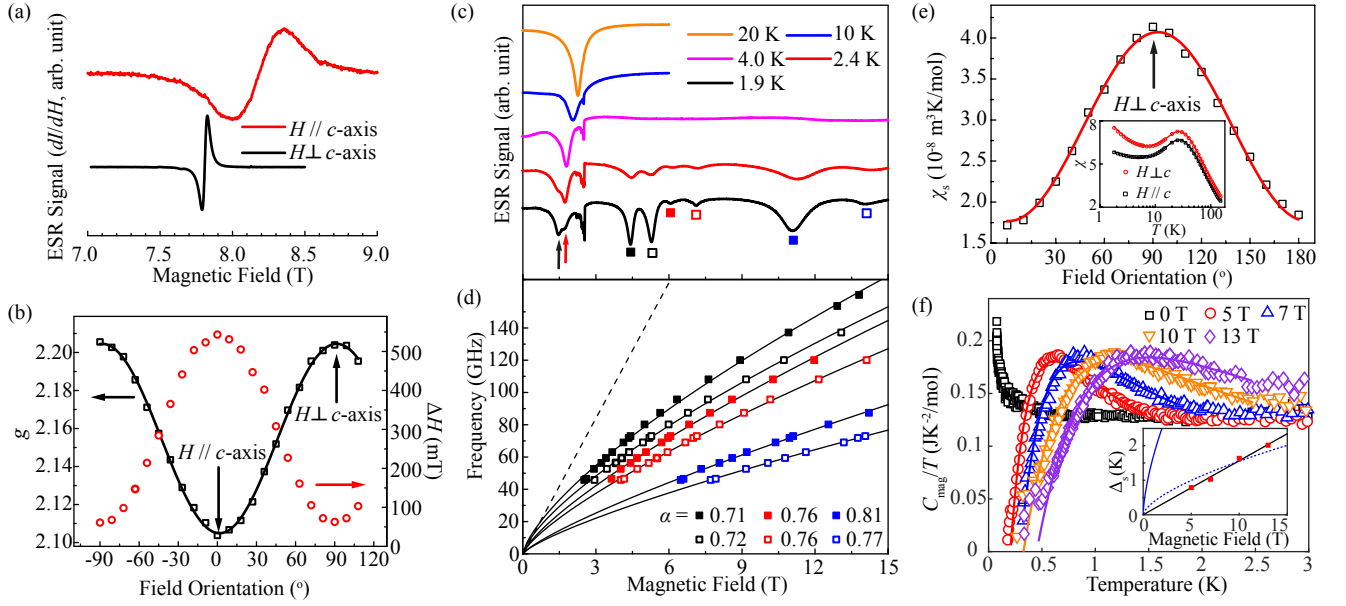 (a)
ESR Signal (dI/dH, arb. unit)
H // c-axis
H⊥ c-axis
7.0 7.5 8.0 8.5 9.0
Magnetic Field (T)
(b)
2.20
2.18
2.16
2.14
2.12
2.10
g
H // c-axis
H⊥ c-axis
500
400
300
200
100
0
ΔH (mT)
-90 -60 -30 0 30 60 90 120
Field Orientation (°)
(c)
ESR Signal (arb. unit)
20 K 10 K
4.0 K 2.4 K
1.9 K
(d)
Frequency (GHz)
140
120
100
80
60
40
20
0
α = 0.71 0.76 0.81
0.72 0.76 0.77
0 3 6 9 12 15
Magnetic Field (T)
(e)
χs (10-8 m3K/mol)
4.0
3.5
3.0
2.5
2.0
1.5
H⊥ c-axis
8
5
χ
H⊥c
H // c
1 10 100
T (K)
0 30 60 90 120 150 180
Field Orientation (°)
(f)
Cmag/T (JK-2/mol)
0.2
0.15
0.1
0.05
0
0 T 5 T 7 T
10 T 13 T
2
1
0
Δs (K)
0 5 10 15
Magnetic Field (T)
0 0.5 1 1.5 2 2.5 3
Temperature (K)